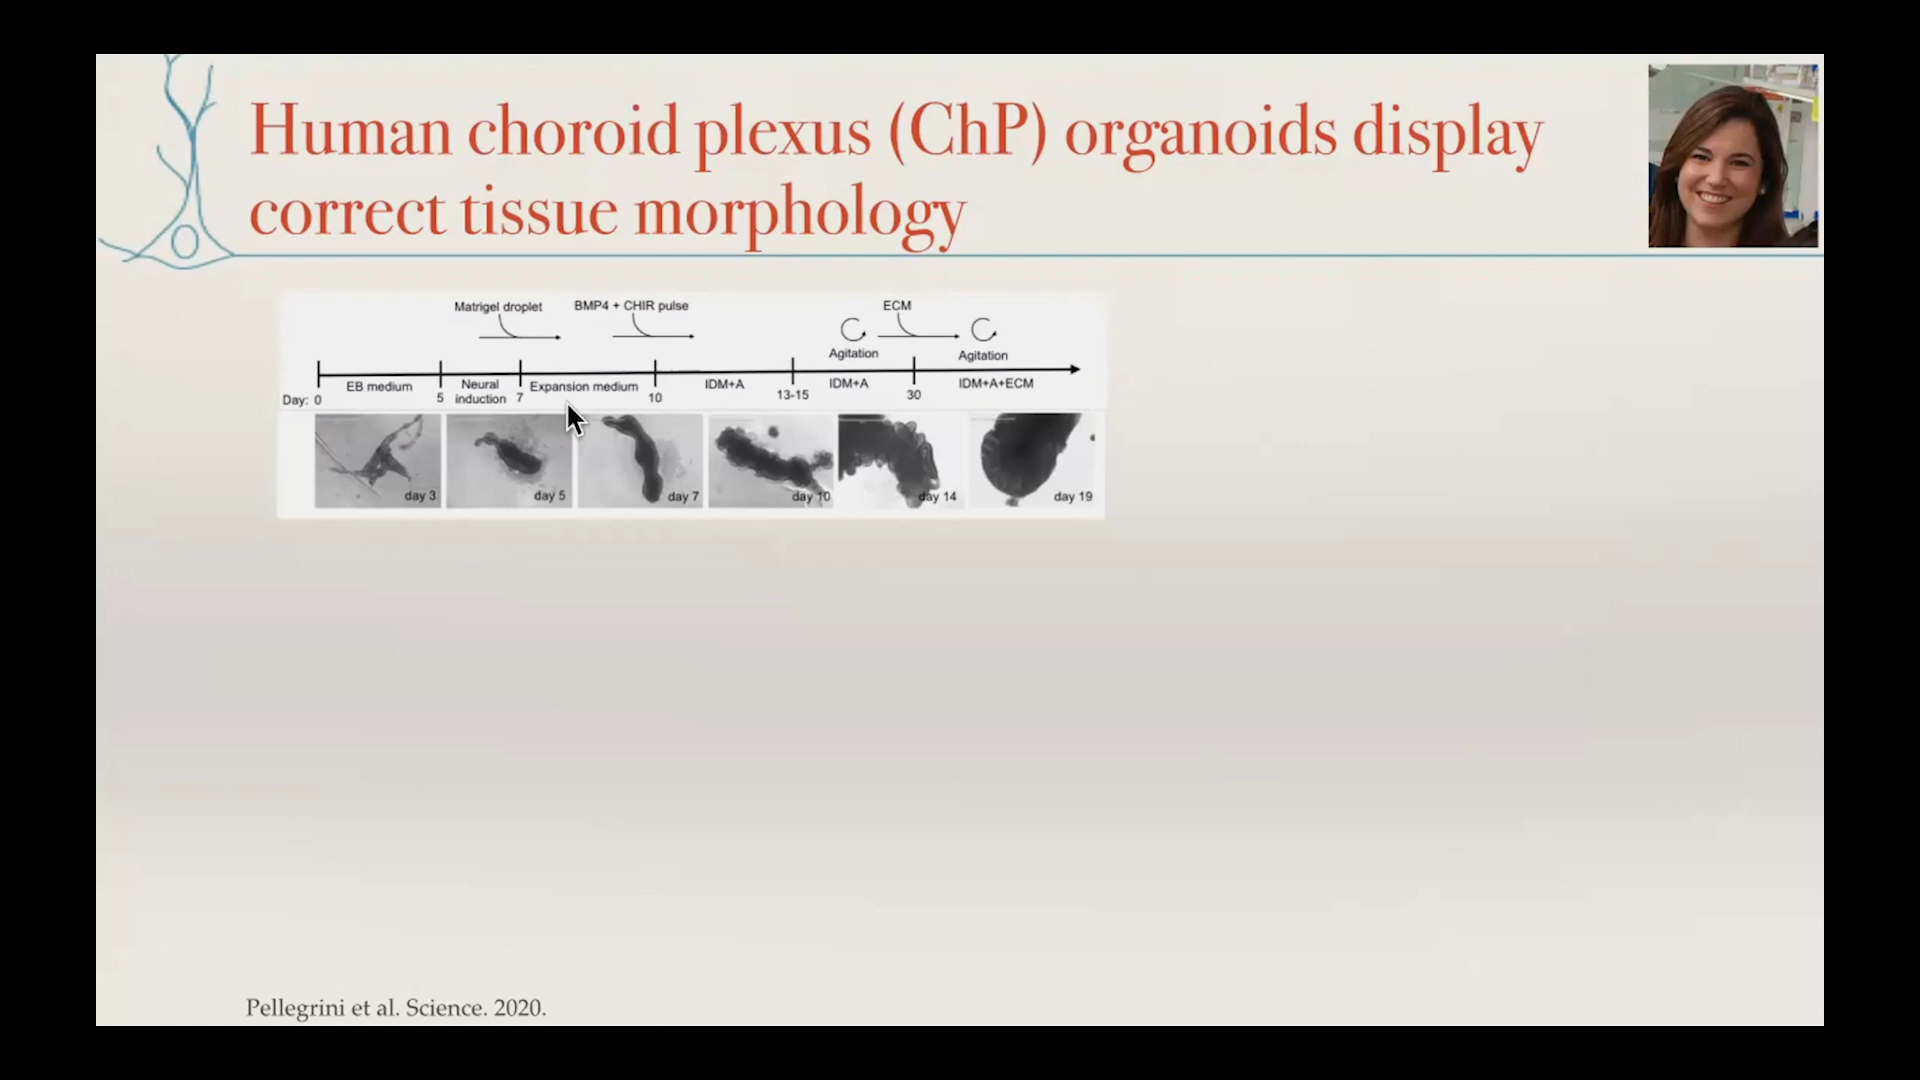 Human choroid plexus (ChP) organoids display
correct tissue morphology
Matrigel droplet
BMP4 + CHIR pulse
ECM
Agitation
Agitation
EB medium
Neural
induction
Expansion medium
IDM+A
IDM+A
IDM+A+ECM
Day: 0
5
7
10
13-15
30
day 3
day 5
day 7
day 10
day 14
day 19
Pellegrini et al. Science. 2020.